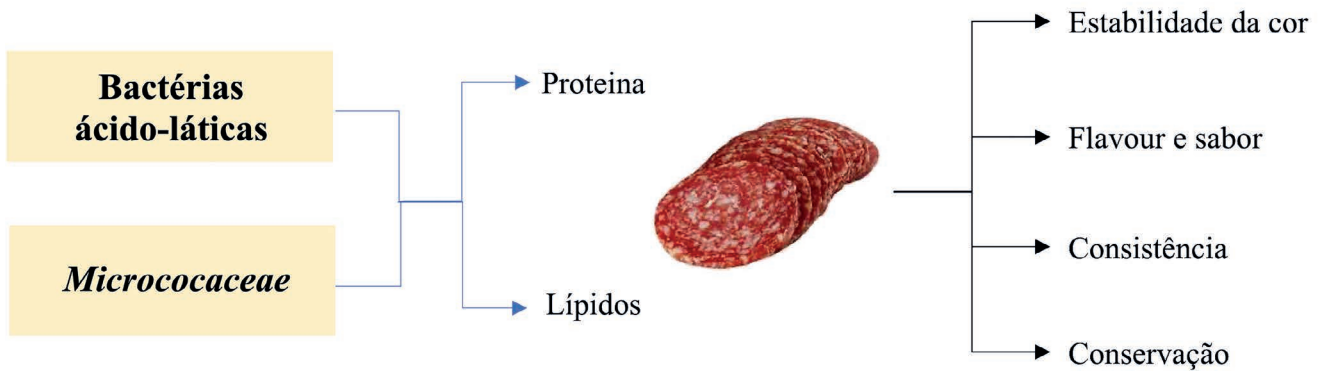 Bactérias
ácido-láticas
Micrococaceae
Proteina
Lípidos
Estabilidade da cor
Flavour e sabor
Consistência
Conservação